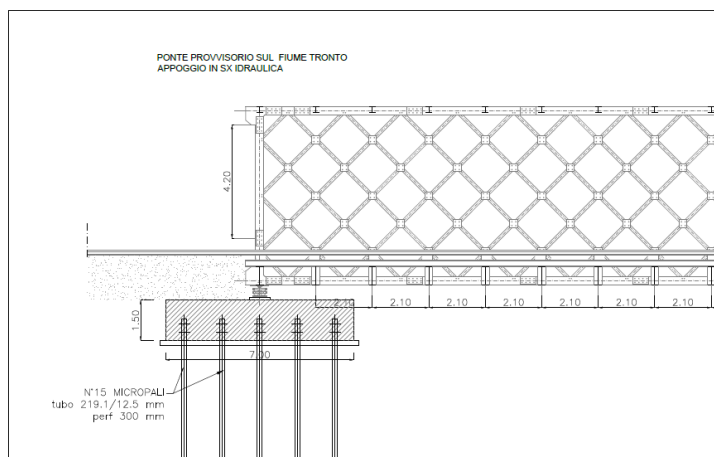 PONTE PROVVISORIO SUL FIUME TRONTO
APPOGGIO IN SX IDRAULICA
4.20
2.10
2.10
2.10
2.10
2.10
2.10
2.10
1.50
7.00
N°15 MICROPALI
tubo 219.1/12.5 mm
perf 300 mm